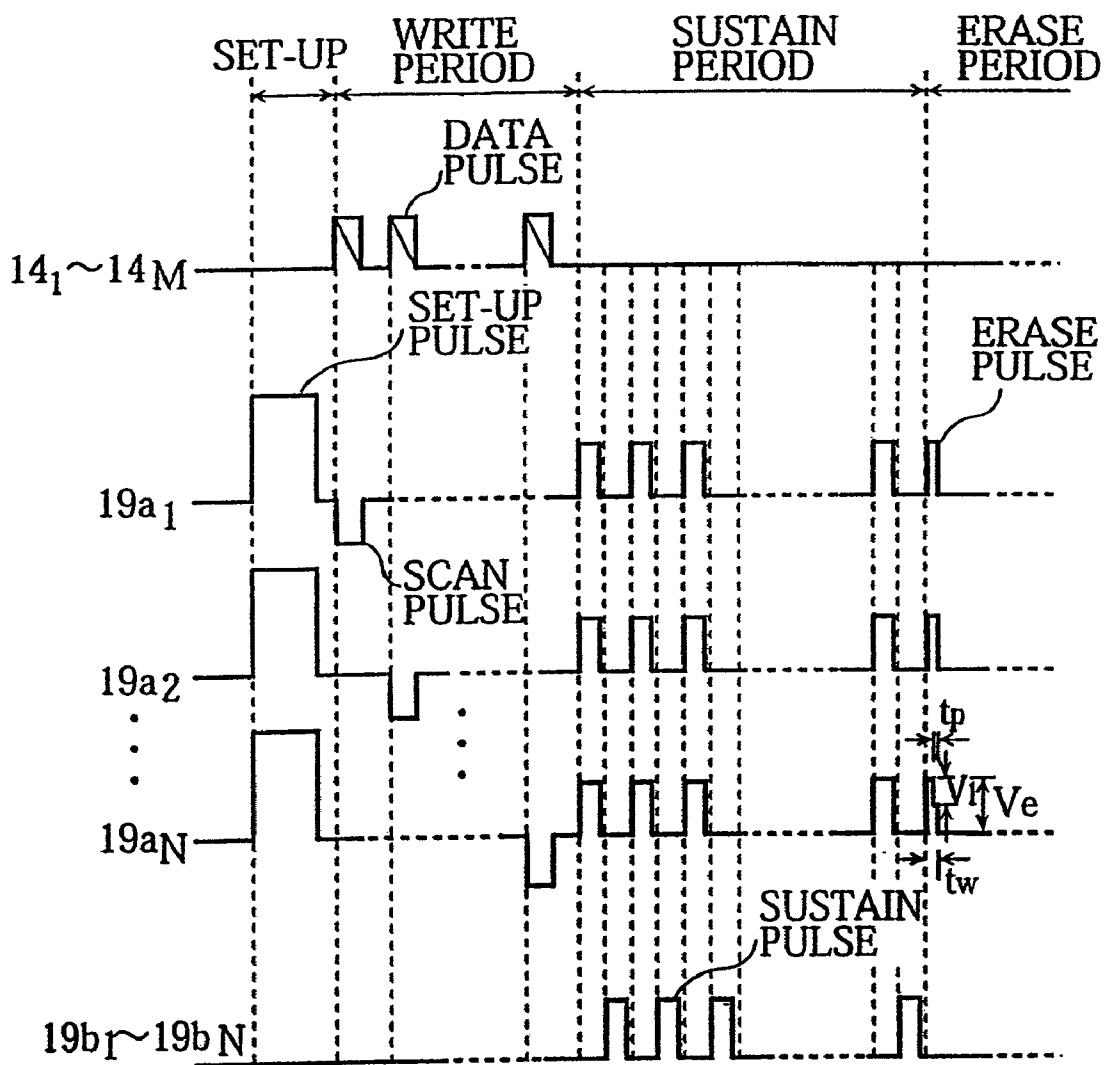 SET-UP
WRITE
PERIOD
SUSTAIN
PERIOD
ERASE
PERIOD
DATA
PULSE
14₁~14M
SET-UP
PULSE
ERASE
PULSE
19a₁
SCAN
PULSE
19a₂
tp
V1
Ve
19aN
tw
SUSTAIN
PULSE
19b₁~19bN